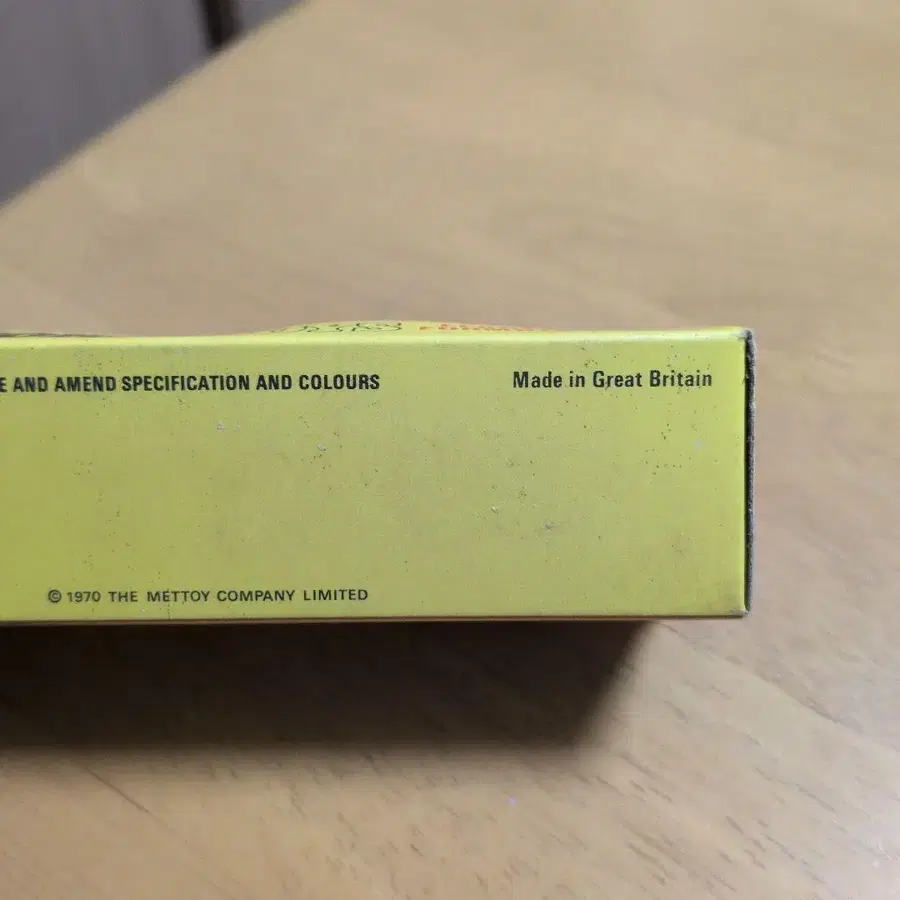 E AND AMEND SPECIFICATION AND COLOURS
Made in Great Britain
© 1970 THE METTOY COMPANY LIMITED